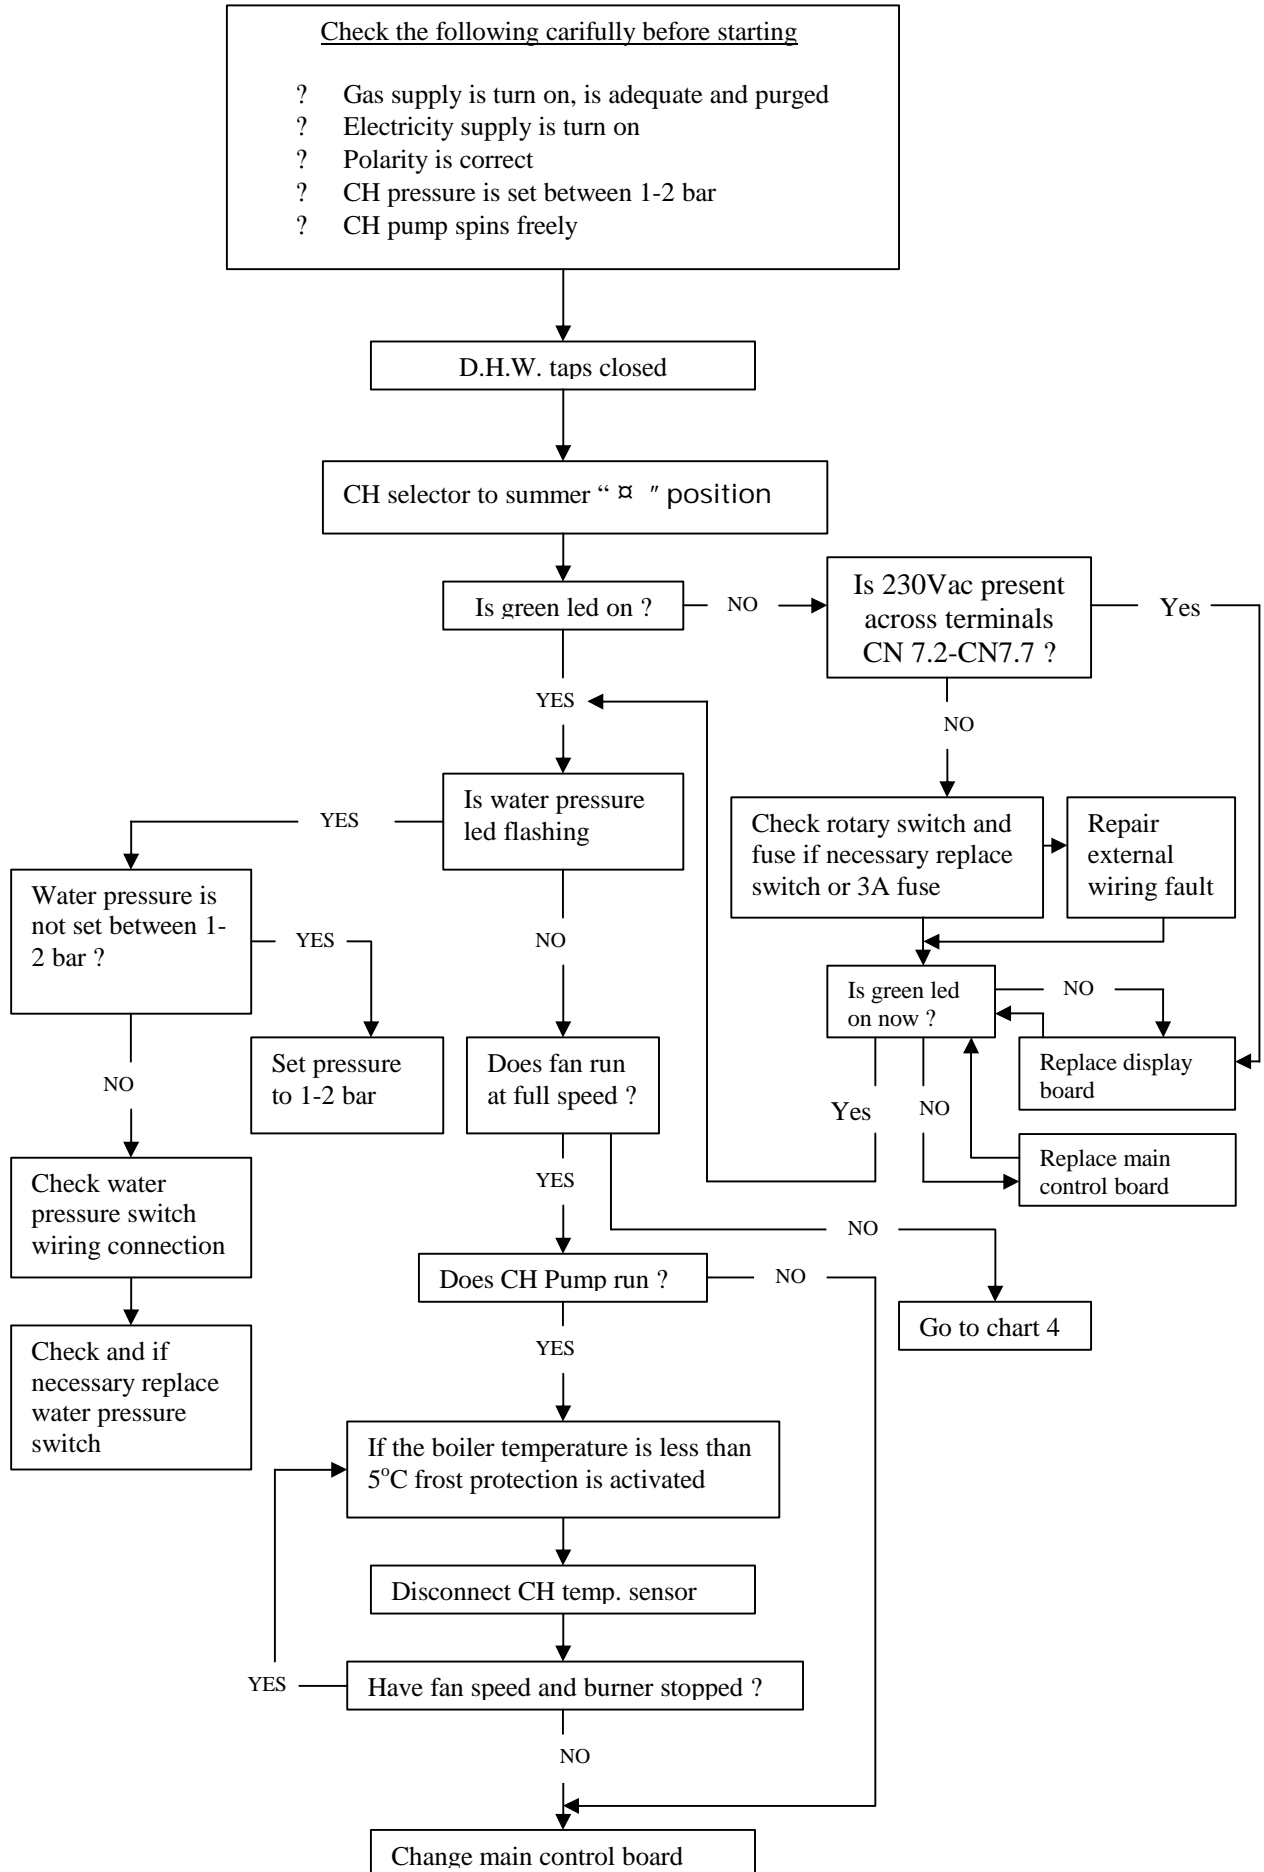 Check the following carifully before starting
? Gas supply is turn on, is adequate and purged
? Electricity supply is turn on
? Polarity is correct
? CH pressure is set between 1-2 bar
? CH pump spins freely
D.H.W. taps closed
CH selector to summer “ ¤ ” position
Is green led on ?
NO
Is 230Vac present
across terminals
CN 7.2-CN7.7 ?
Yes
YES
NO
Is water pressure
led flashing
YES
Check rotary switch and
fuse if necessary replace
switch or 3A fuse
Repair
external
wiring fault
Water pressure is
not set between 1-
2 bar ?
YES
NO
Is green led
on now ?
NO
Set pressure
to 1-2 bar
Does fan run
at full speed ?
Replace display
board
NO
Yes
NO
YES
Replace main
control board
Check water
pressure switch
wiring connection
NO
Does CH Pump run ?
NO
Go to chart 4
YES
Check and if
necessary replace
water pressure
switch
If the boiler temperature is less than
5°C frost protection is activated
Disconnect CH temp. sensor
YES
Have fan speed and burner stopped ?
NO
Change main control board